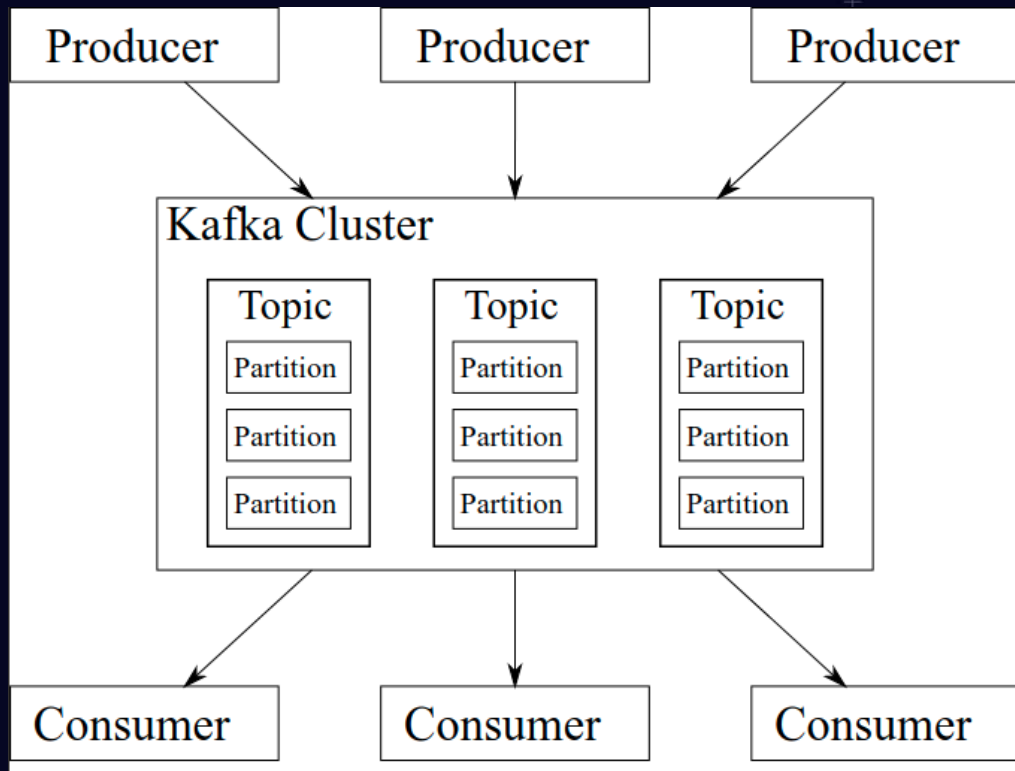 Producer Producer Producer
Kafka Cluster
Topic Topic Topic
Partition Partition Partition
Partition Partition Partition
Partition Partition Partition
Consumer Consumer Consumer